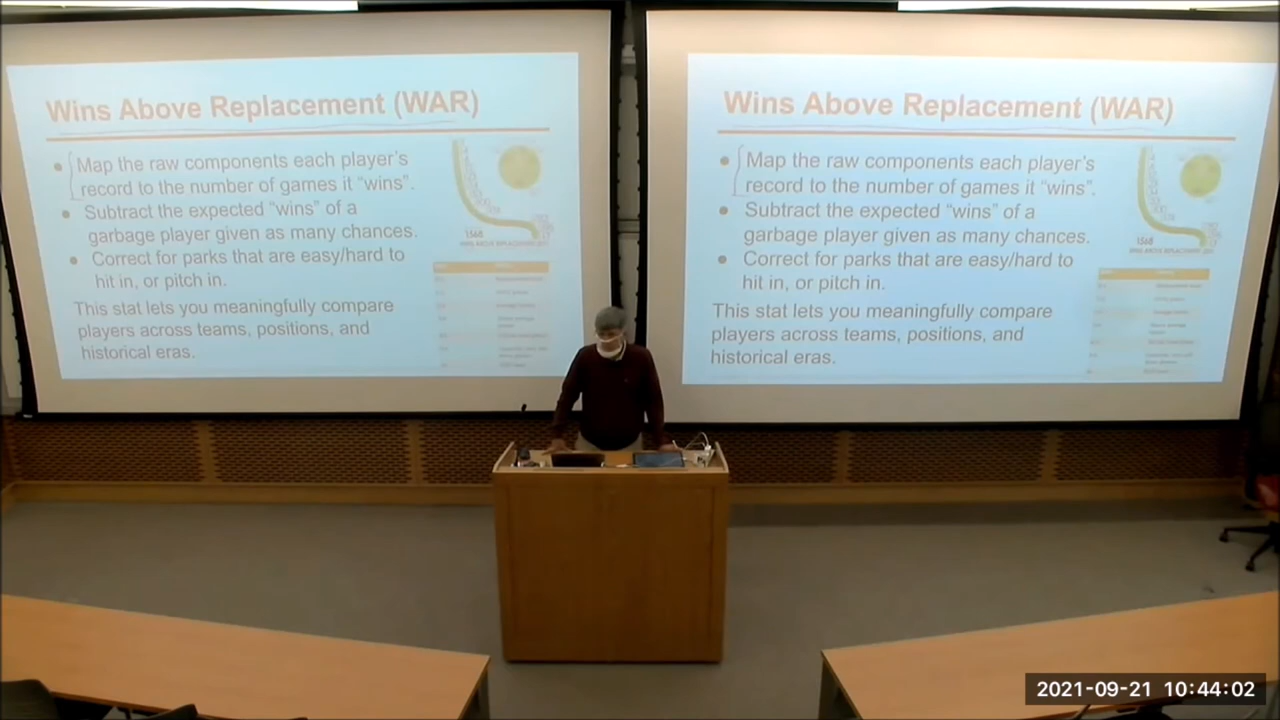 Wins Above Replacement (WAR)
● Map the raw components each player's
record to the number of games it “wins”.
● Subtract the expected “wins” of a
garbage player given as many chances.
● Correct for parks that are easy/hard to
hit in, or pitch in.
This stat lets you meaningfully compare
players across teams, positions, and
historical eras.
1568
WINS ABOVE REPLACEMENT
Wins Above Replacement (WAR)
● Map the raw components each player's
record to the number of games it “wins”.
● Subtract the expected “wins” of a
garbage player given as many chances.
● Correct for parks that are easy/hard to
hit in, or pitch in.
This stat lets you meaningfully compare
players across teams, positions, and
historical eras.
1568
WINS ABOVE REPLACEMENT
2021-09-21 10:44:02